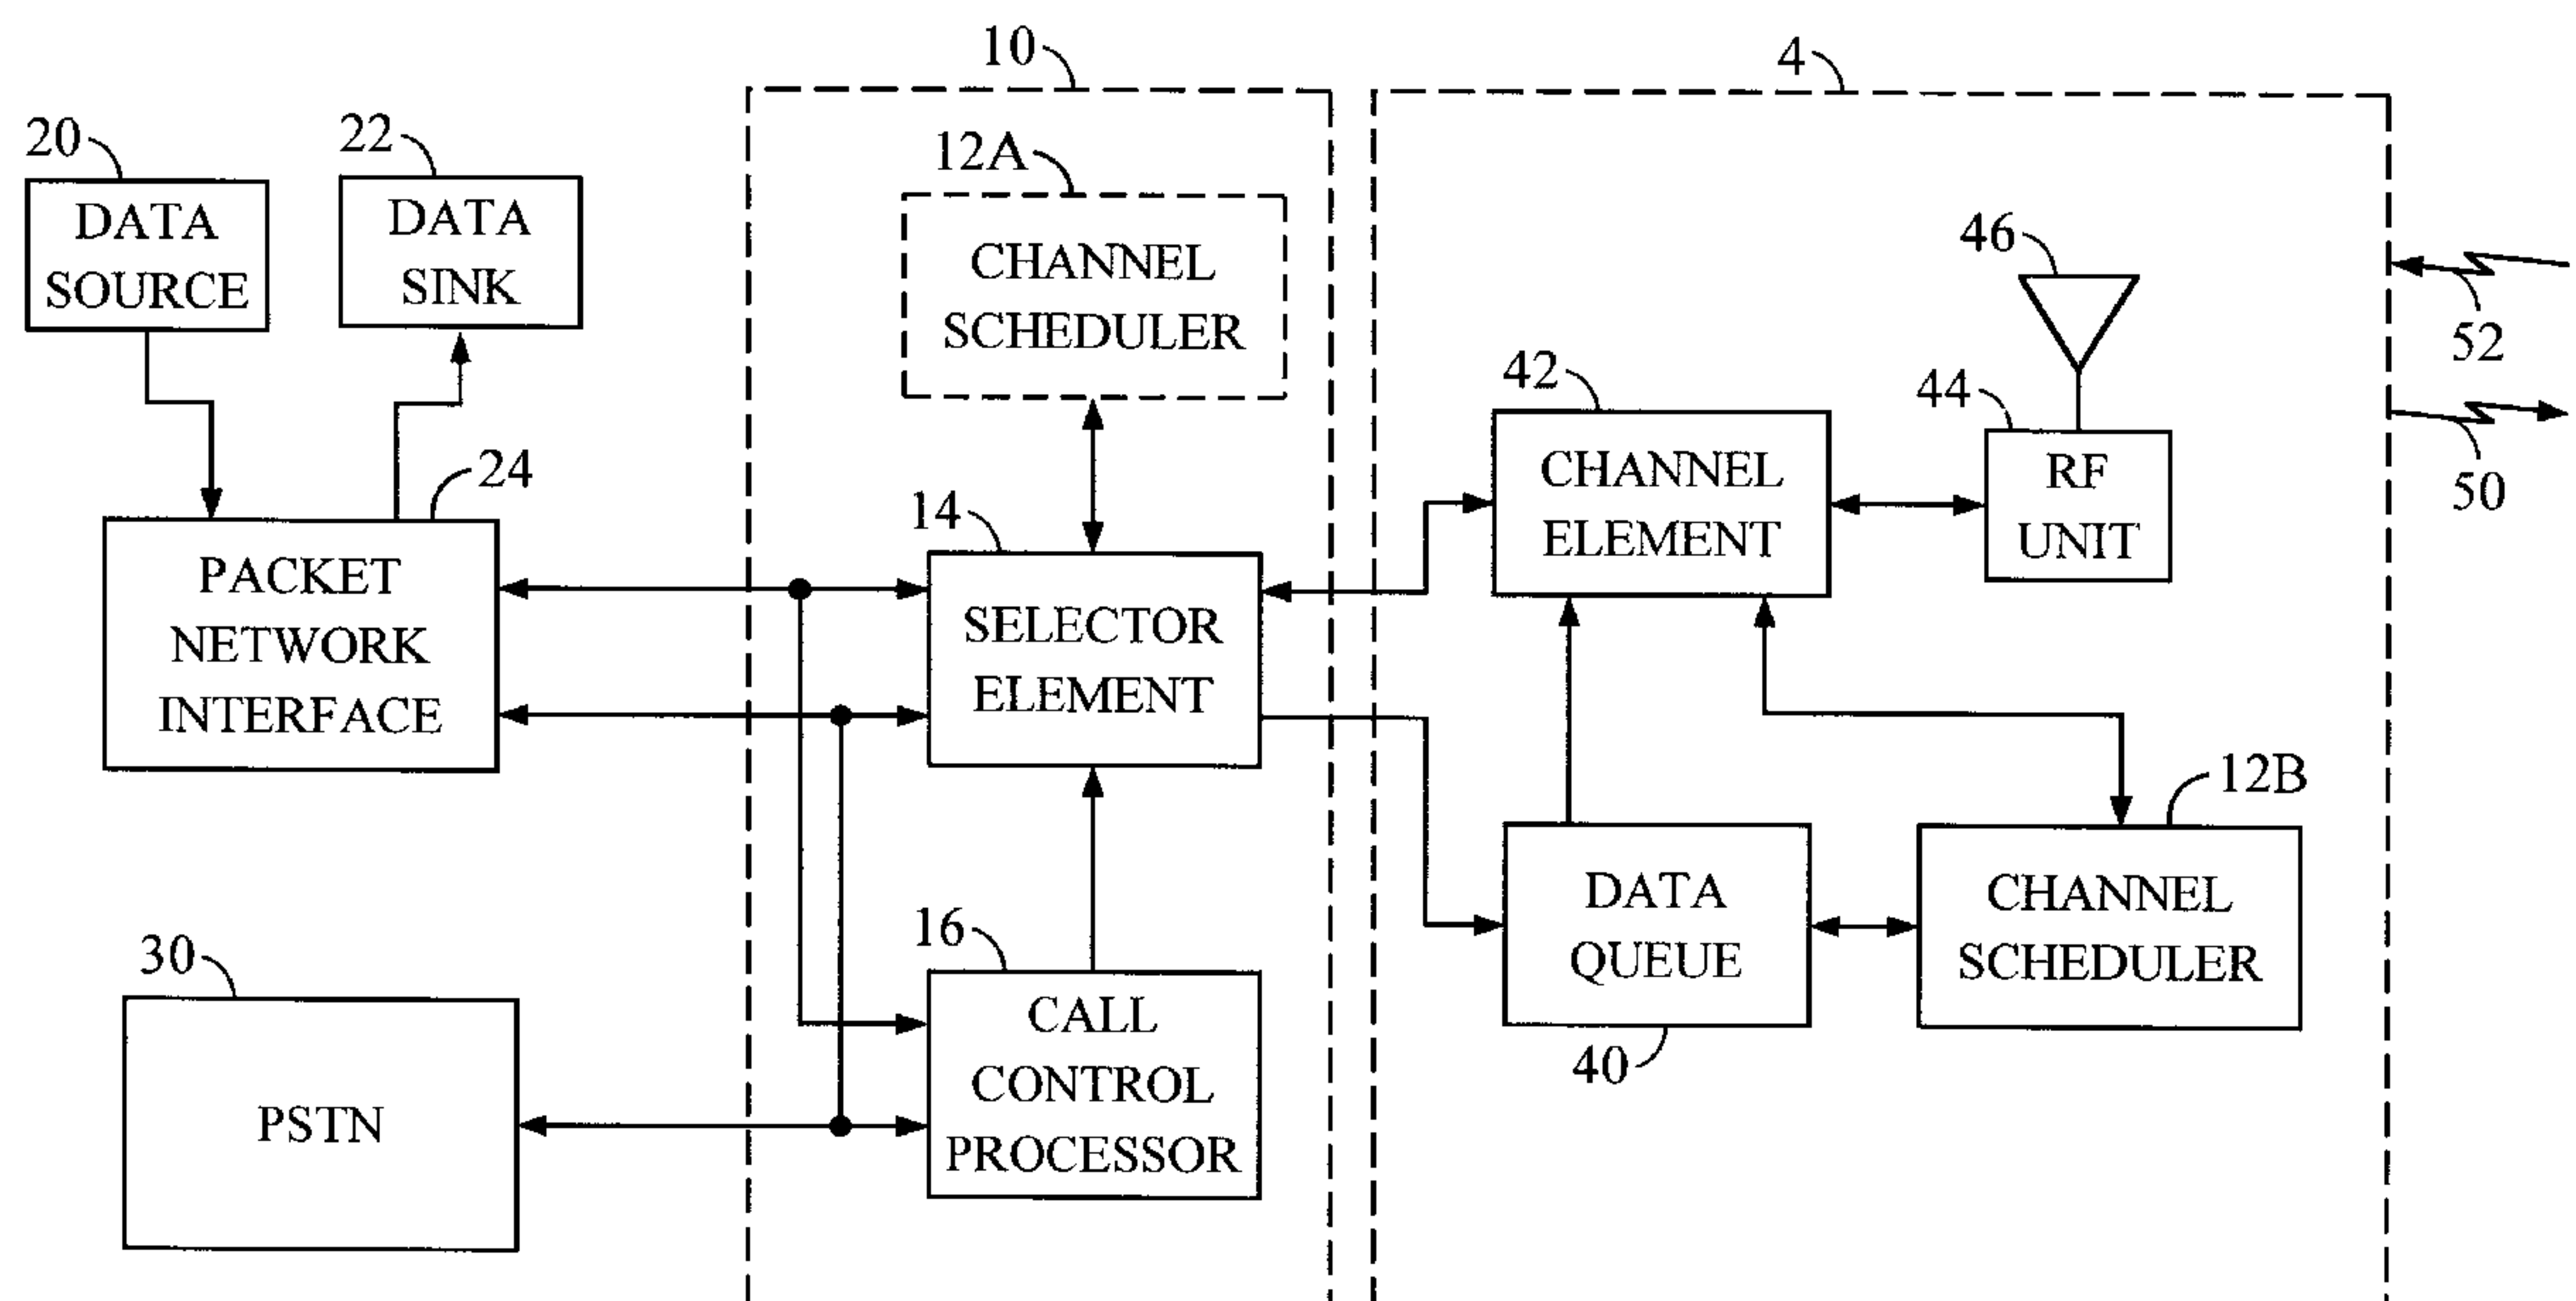 10
4
20
22
12A
DATA
SOURCE
DATA
SINK
CHANNEL
SCHEDULER
46
52
42
44
50
24
14
CHANNEL
ELEMENT
RF
UNIT
PACKET
NETWORK
INTERFACE
SELECTOR
ELEMENT
12B
30
16
DATA
QUEUE
CHANNEL
SCHEDULER
40
PSTN
CALL
CONTROL
PROCESSOR